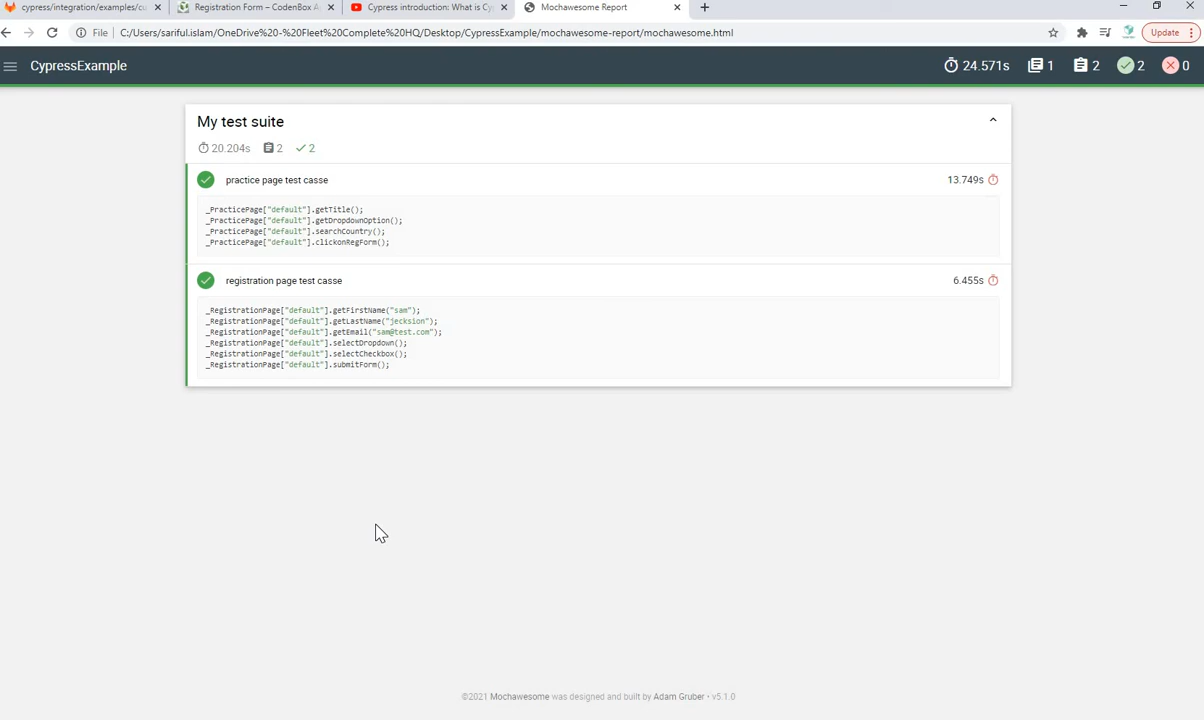 cypress/integration/examples/cu
Registration Form – CodenBox A
Cypress introduction: What is Cy
Mochawesome Report
File
C:/Users/sariful.islam/OneDrive%20-%20Fleet%20Complete%20HQ/Desktop/CypressExample/mochawesome-report/mochawesome.html
Update
CypressExample
24.571s 1 2 2 0
My test suite
20.204s 2 2
practice page test casse 13.749s
_PracticePage["default"].getTitle();
_PracticePage["default"].getDropdownOption();
_PracticePage["default"].searchCountry();
_PracticePage["default"].clickonRegForm();
registration page test casse 6.455s
_RegistrationPage["default"].getFirstName("sam");
_RegistrationPage["default"].getLastName("jecksion");
_RegistrationPage["default"].getEmail("sam@test.com");
_RegistrationPage["default"].selectDropdown();
_RegistrationPage["default"].selectCheckbox();
_RegistrationPage["default"].submitForm();
©2021 Mochawesome was designed and built by Adam Gruber • v5.1.0